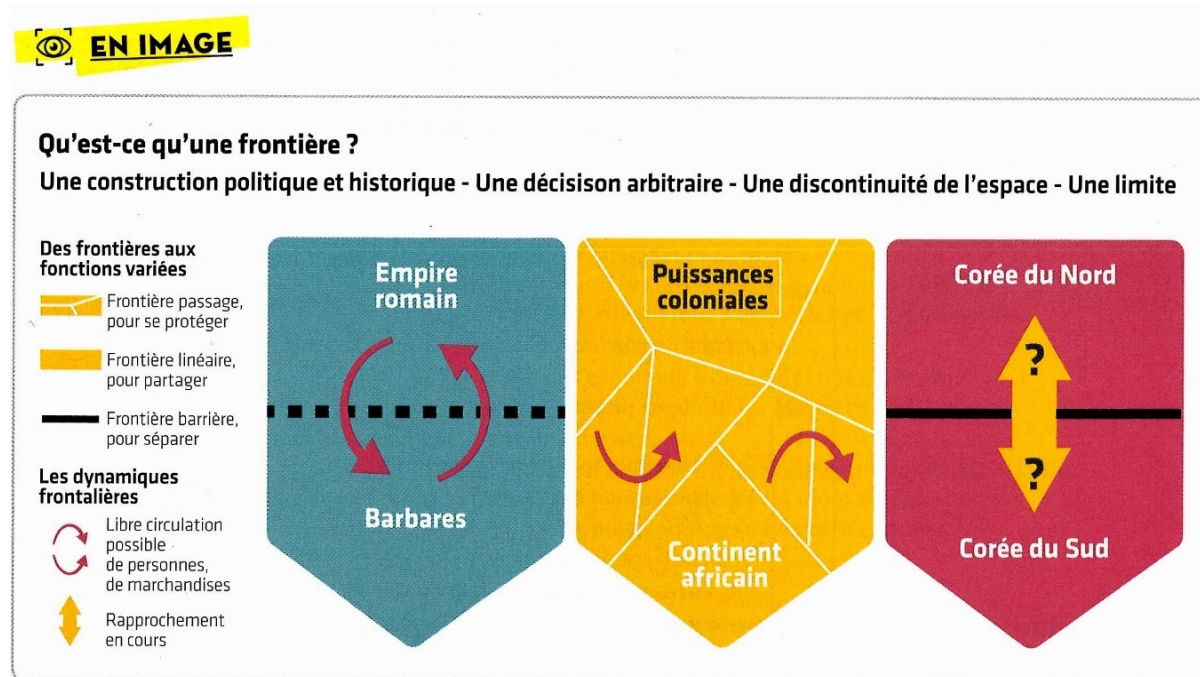 EN IMAGE
Qu'est-ce qu'une frontière ?
Une construction politique et historique - Une décisison arbitraire - Une discontinuité de l'espace - Une limite
Des frontières aux
fonctions variées
Frontière passage,
pour se protéger
Frontière linéaire,
pour partager
Frontière barrière,
pour séparer
Les dynamiques
frontalières
Libre circulation
possible
de personnes,
de marchandises
Rapprochement
en cours
Empire
romain
Barbares
Puissances
coloniales
Continent
africain
Corée du Nord
?
?
Corée du Sud